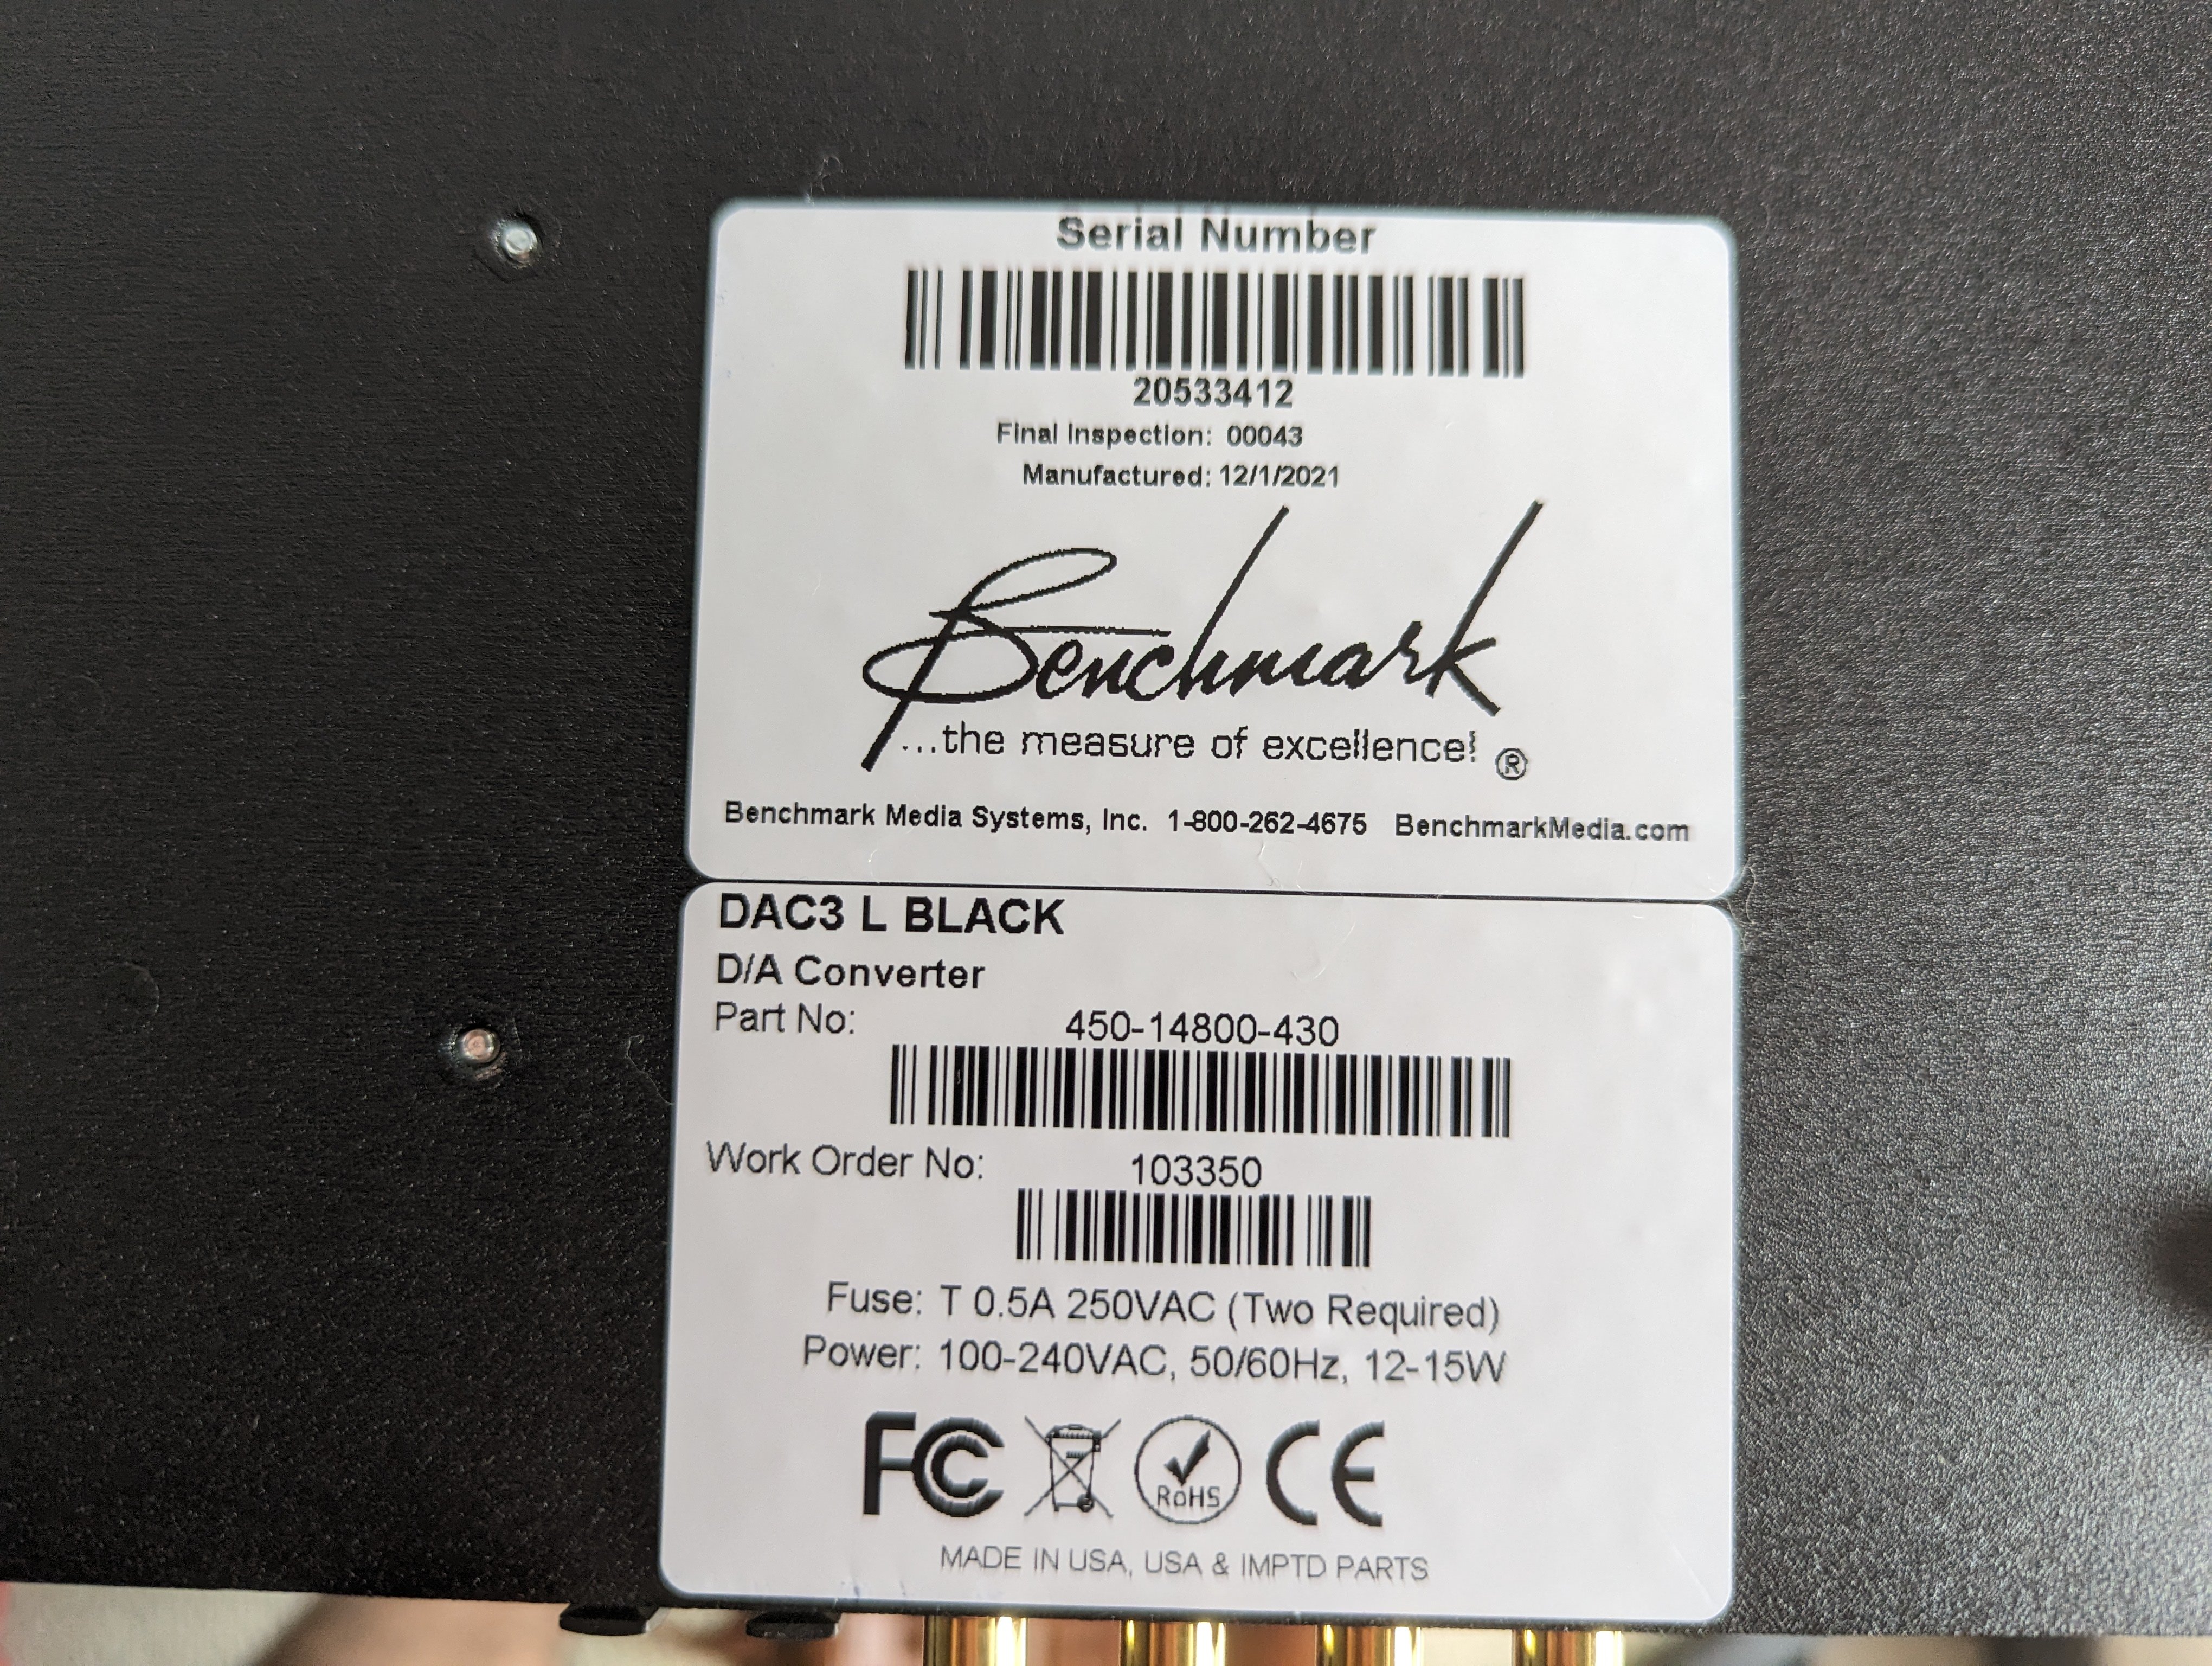 Serial Number
20533412
Final Inspection: 00043
Manufactured: 12/1/2021
Benchmark
...the measure of excellence! ®
Benchmark Media Systems, Inc. 1-800-262-4675 BenchmarkMedia.com
DAC3 L BLACK
D/A Converter
Part No: 450-14800-430
Work Order No: 103350
Fuse: T 0.5A 250VAC (Two Required)
Power: 100-240VAC, 50/60Hz, 12-15W
FC RoHS CE
MADE IN USA, USA & IMPTD PARTS